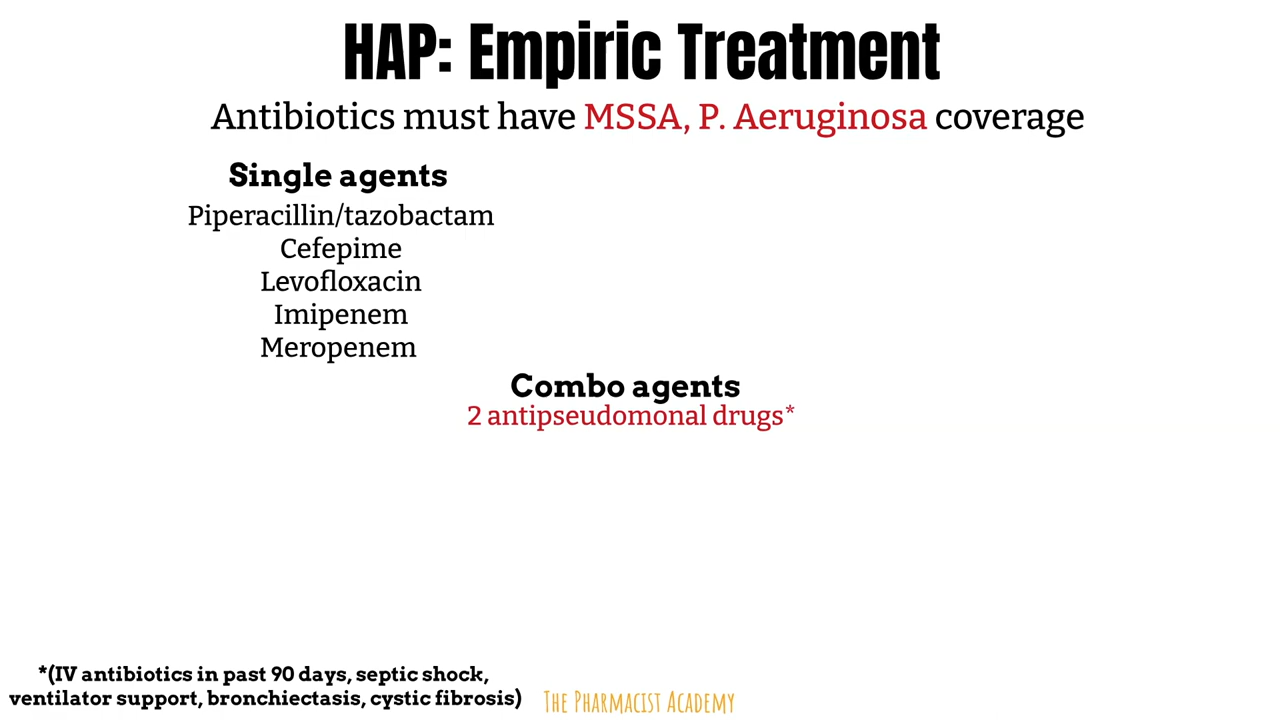 HAP: Empiric Treatment
Antibiotics must have MSSA, P. Aeruginosa coverage
Single agents
Piperacillin/tazobactam
Cefepime
Levofloxacin
Imipenem
Meropenem
Combo agents
2 antipseudomonal drugs*
*(IV antibiotics in past 90 days, septic shock,
ventilator support, bronchiectasis, cystic fibrosis)
The Pharmacist Academy